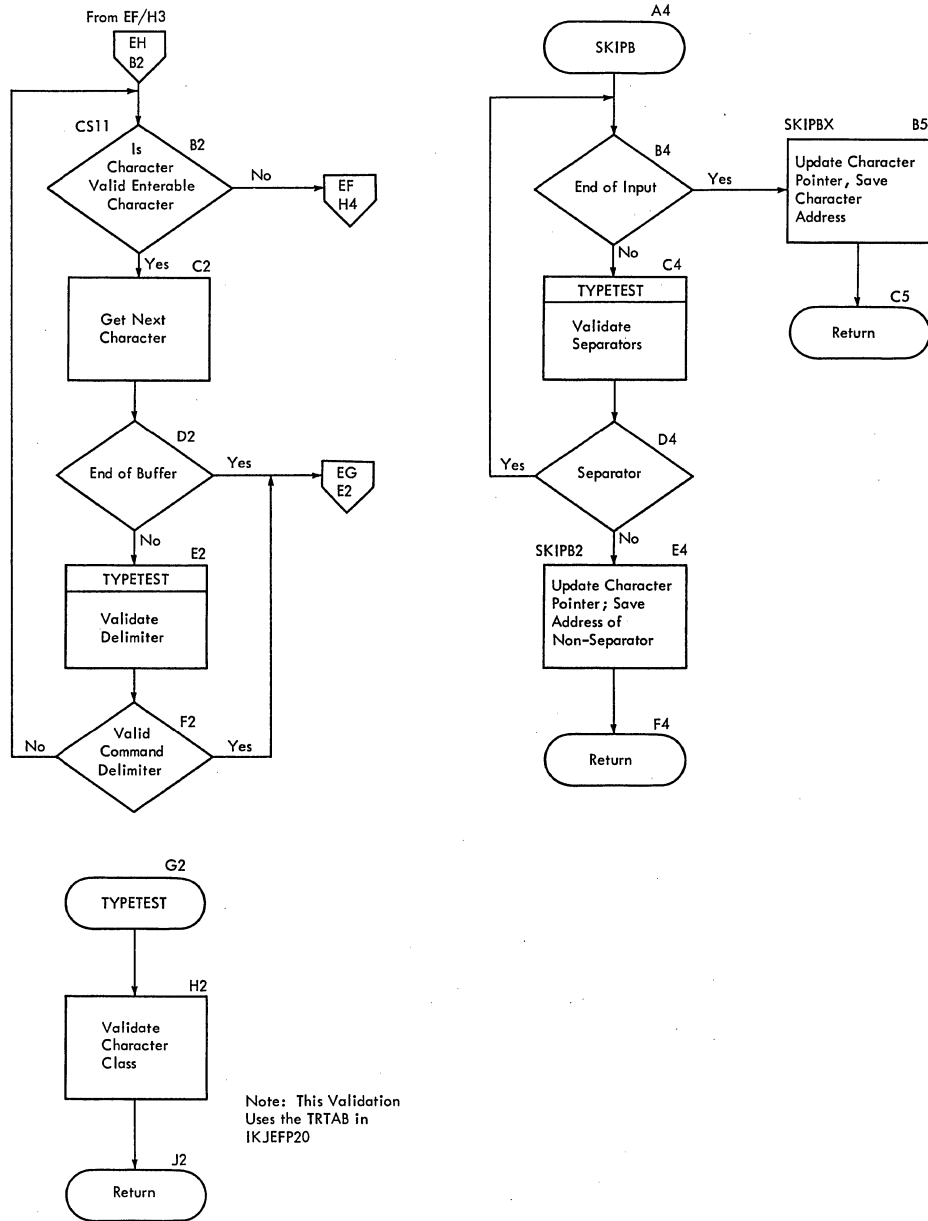 From EF/H3
EH
B2
CS11
B2
Is
Character
Valid Enterable
Character
No
EF
H4
Yes
C2
Get Next
Character
D2
End of Buffer
Yes
EG
E2
No
E2
TYPETEST
Validate
Delimiter
F2
Valid
Command
Delimiter
No
Yes
G2
TYPETEST
H2
Validate
Character
Class
Note: This Validation
Uses the TRTAB in
IKJEFP20
J2
Return
A4
SKIPB
B4
End of Input
Yes
SKIPBX
B5
Update Character
Pointer, Save
Character
Address
C5
Return
No
C4
TYPETEST
Validate
Separators
D4
Separator
Yes
No
SKIPB2
E4
Update Character
Pointer; Save
Address of
Non-Separator
F4
Return